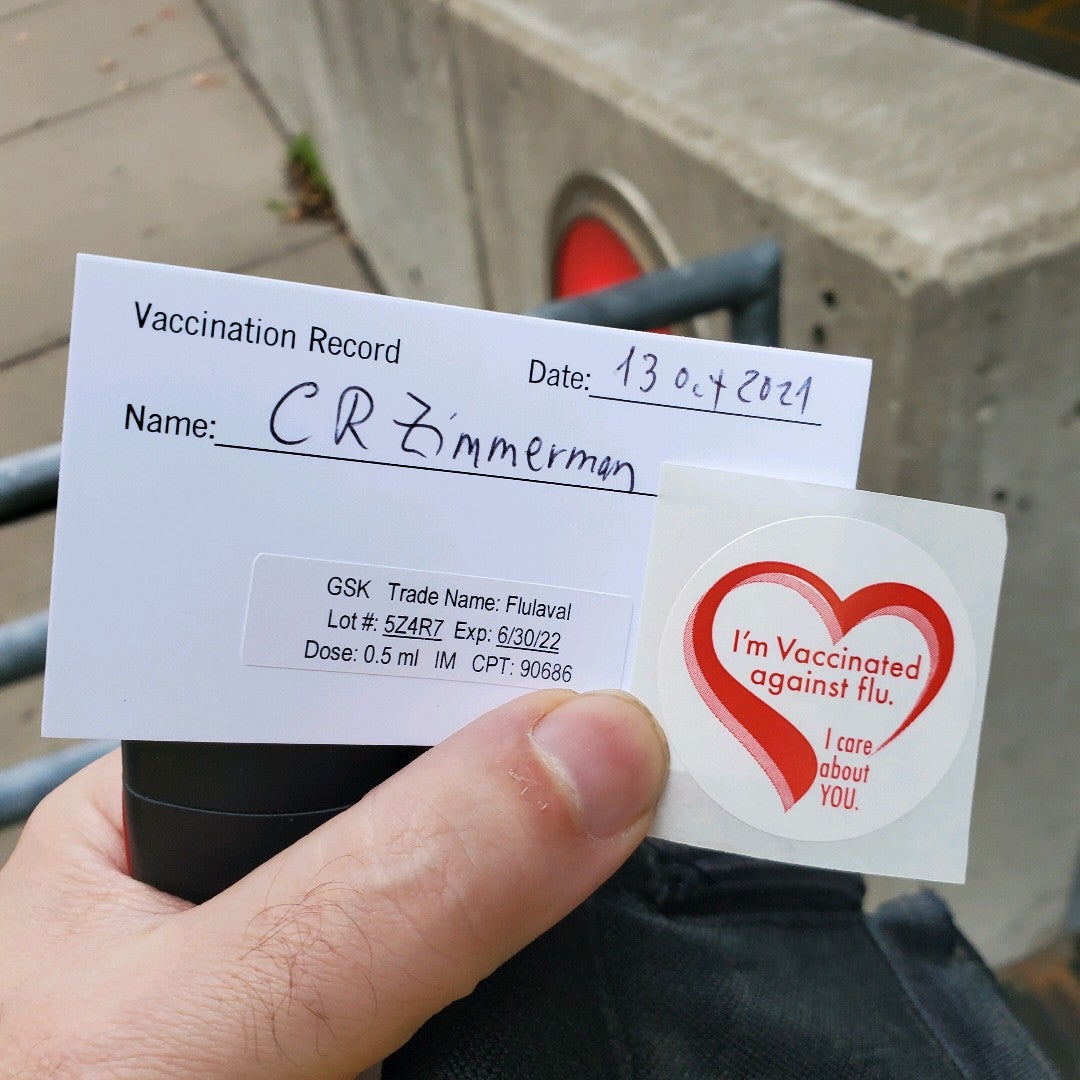 Vaccination Record
Date: 13 Oct 2021
Name: CR Zimmerman
GSK Trade Name: Flulaval
Lot #: 5Z4R7 Exp: 6/30/22
Dose: 0.5 ml IM CPT: 90686
I'm Vaccinated
against flu.
I care
about
YOU.